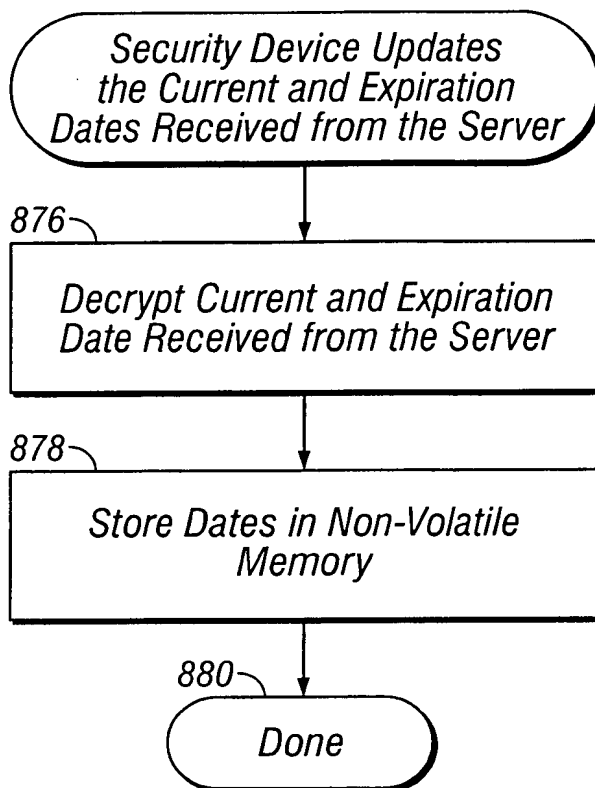 Security Device Updates
the Current and Expiration
Dates Received from the Server
876
Decrypt Current and Expiration
Date Received from the Server
878
Store Dates in Non-Volatile
Memory
880
Done